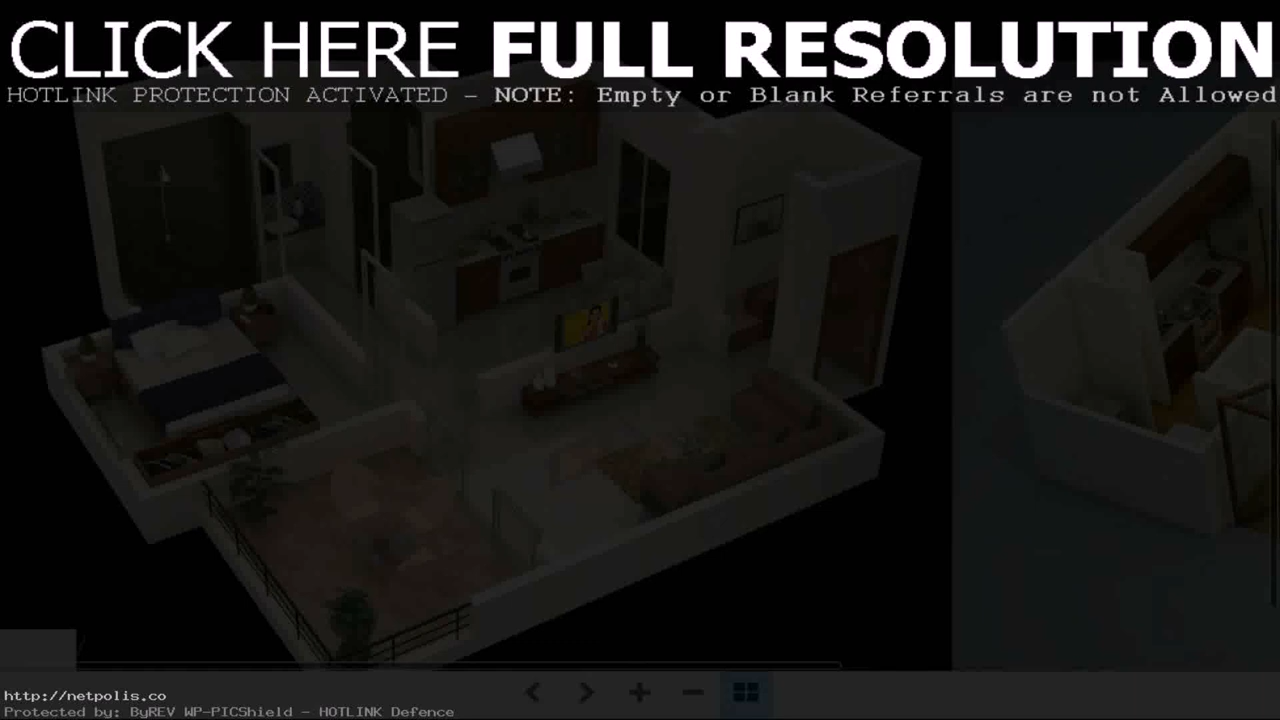 CLICK HERE FULL RESOLUTION
HOTLINK PROTECTION ACTIVATED - NOTE: Empty or Blank Referrals are not Allowed
http://netpolis.co
Protected by: ByREV WP-PICShield - HOTLINK Defence